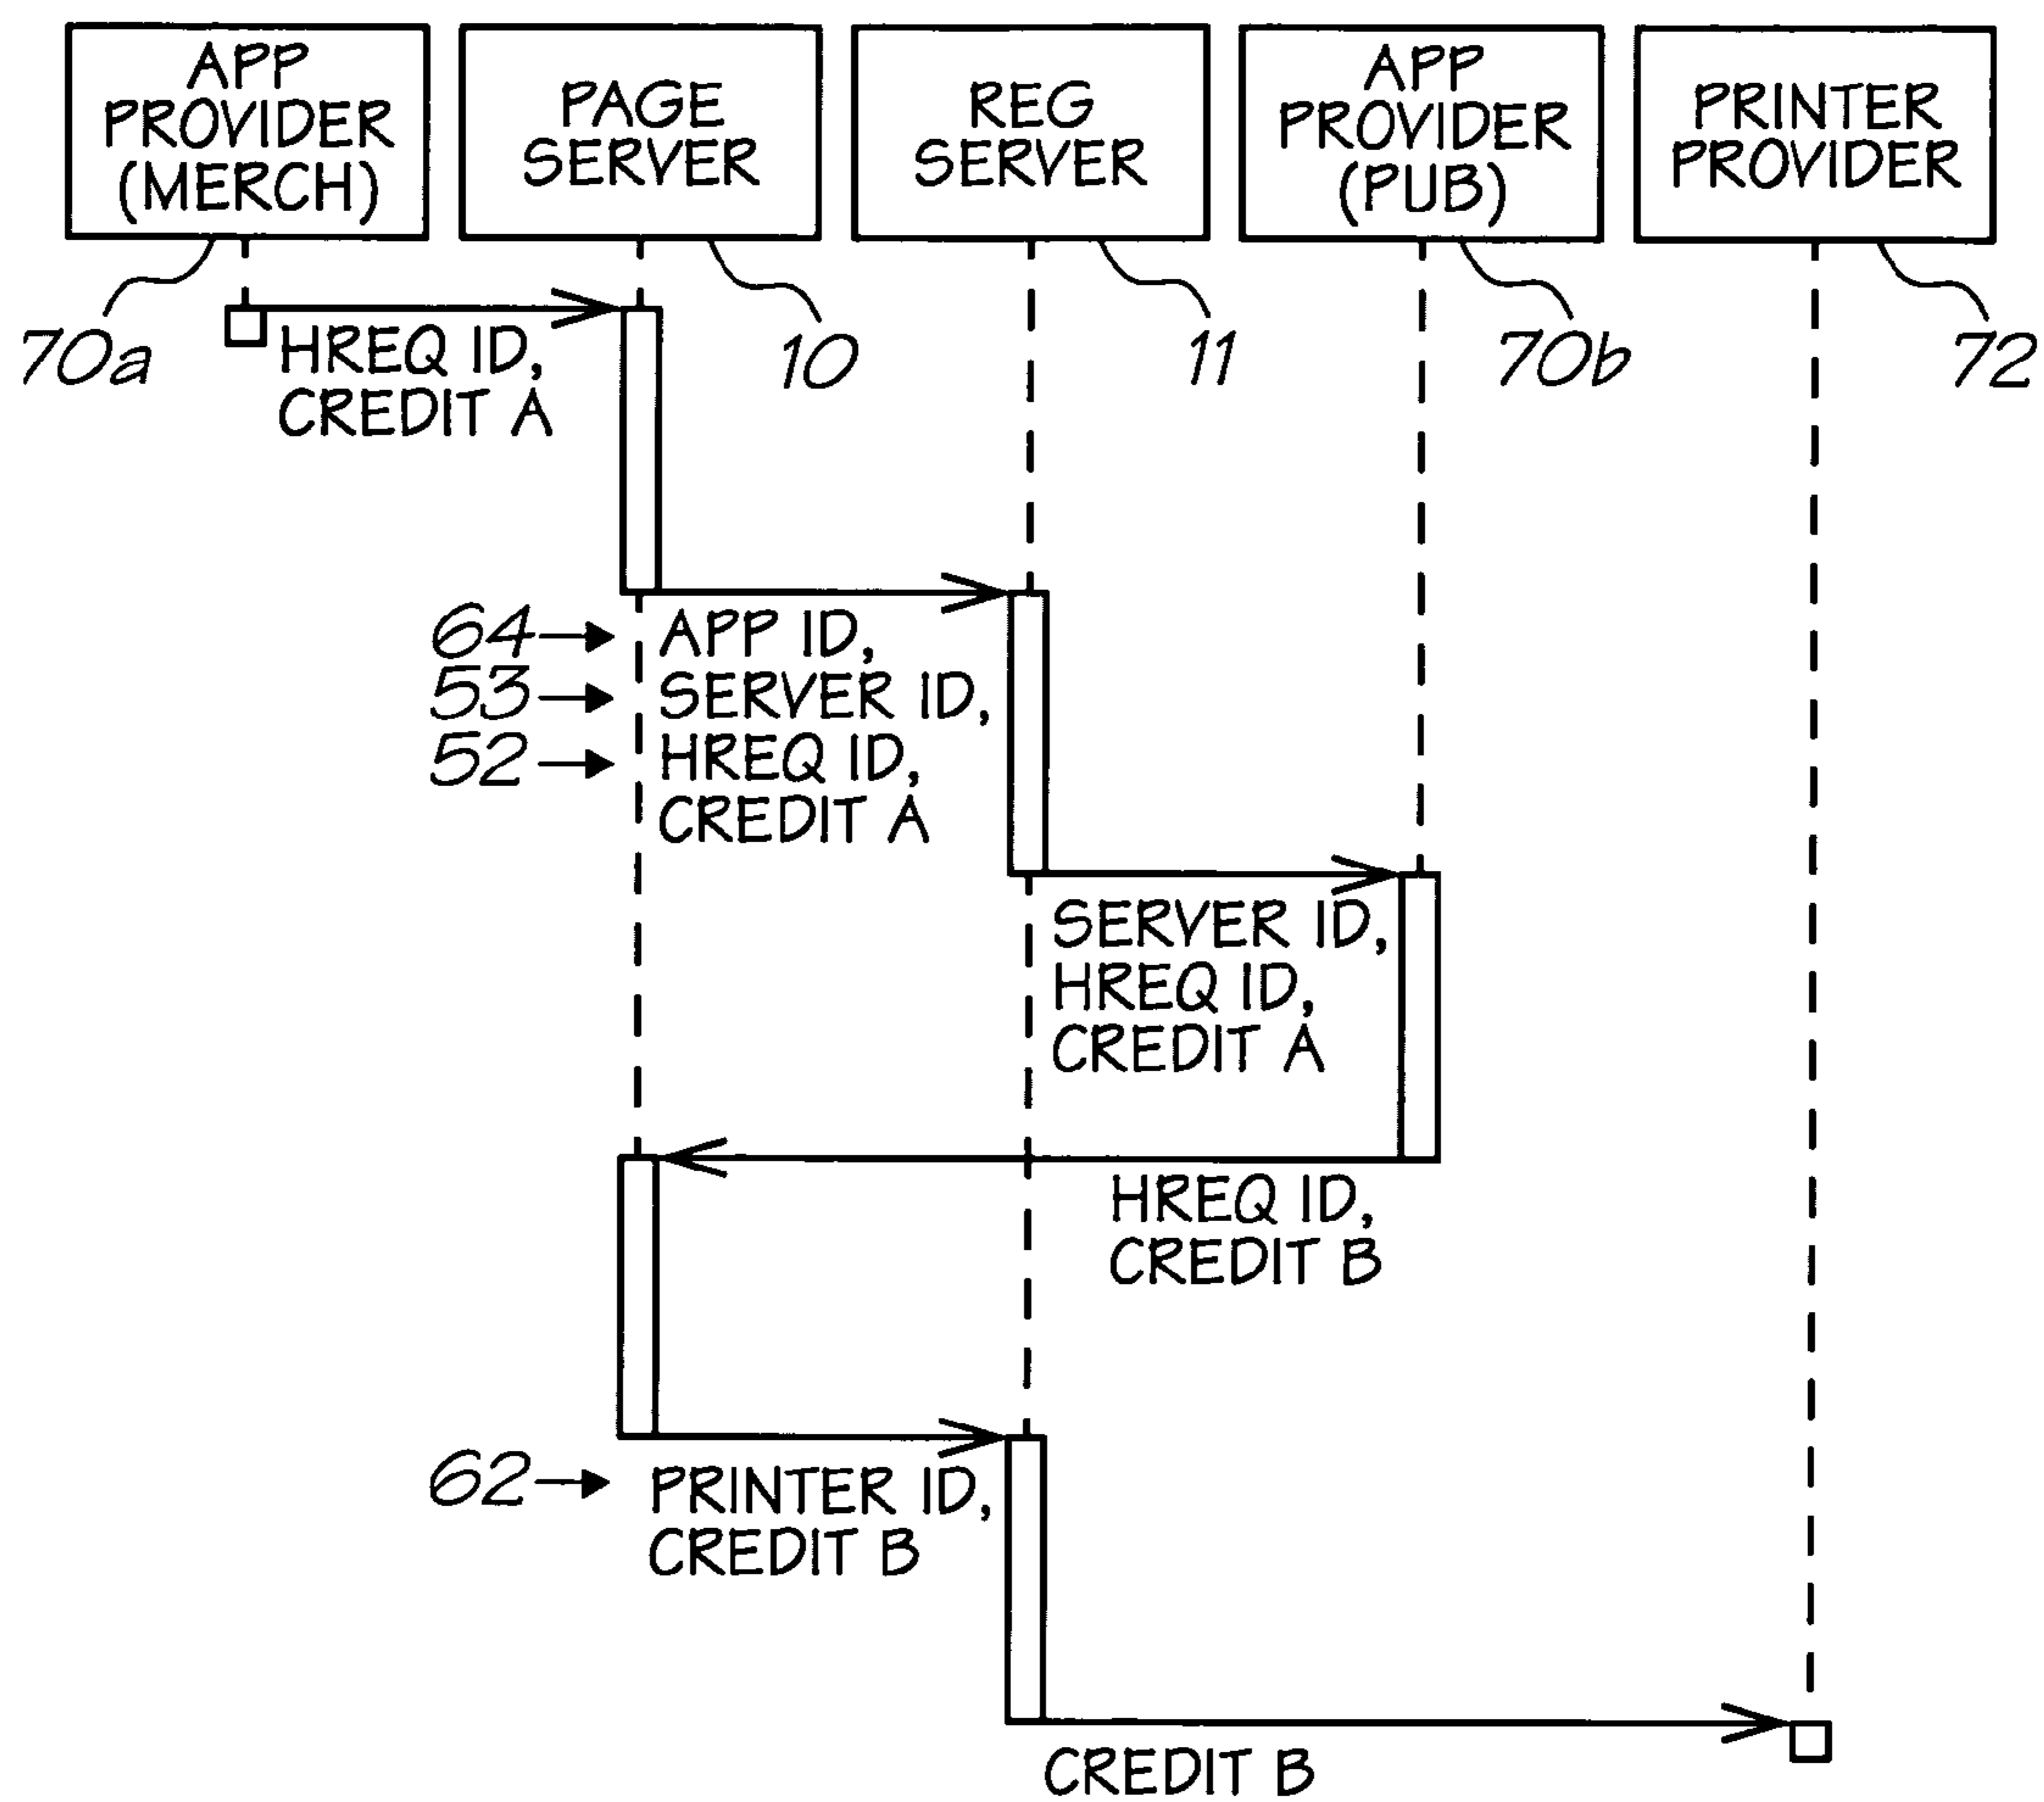 APP
PROVIDER
(MERCH)
PAGE
SERVER
REG
SERVER
APP
PROVIDER
(PUB)
PRINTER
PROVIDER
70a
10
11
70b
72
HREQ ID,
CREDIT A
64
APP ID,
53
SERVER ID,
52
HREQ ID,
CREDIT A
SERVER ID,
HREQ ID,
CREDIT A
HREQ ID,
CREDIT B
62
PRINTER ID,
CREDIT B
CREDIT B